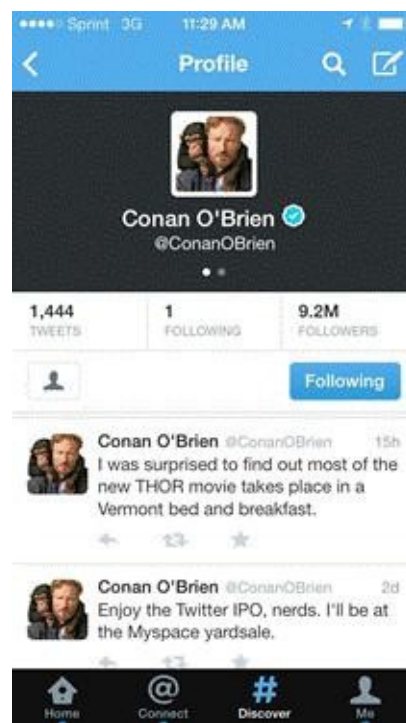 Sprint 3G 11:29 AM
Profile
Conan O'Brien
@ConanOBrien
1,444 1 9.2M
TWEETS FOLLOWING FOLLOWERS
Following
Conan O'Brien @ConanOBrien 15h
I was surprised to find out most of the
new THOR movie takes place in a
Vermont bed and breakfast.
Conan O'Brien @ConanOBrien 2d
Enjoy the Twitter IPO, nerds. I'll be at
the Myspace yardsale.
Home Connect Discover Me